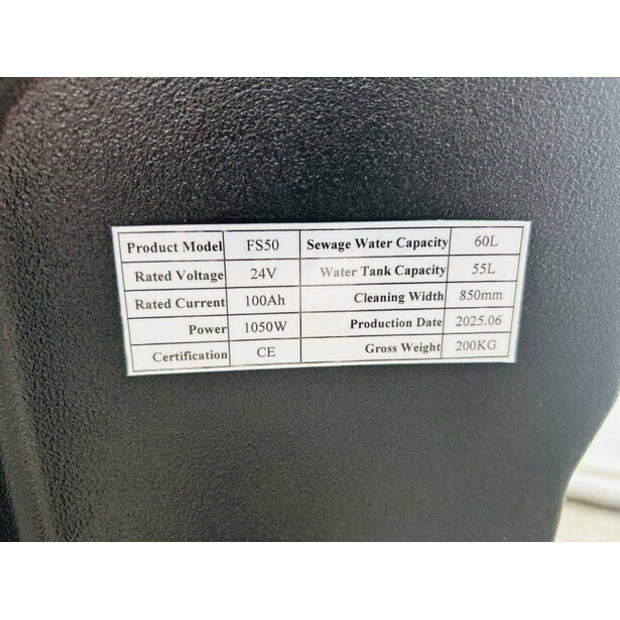 Product Model FS50 Sewage Water Capacity 60L
Rated Voltage 24V Water Tank Capacity 55L
Rated Current 100Ah Cleaning Width 850mm
Power 1050W Production Date 2025.06
Certification CE Gross Weight 200KG